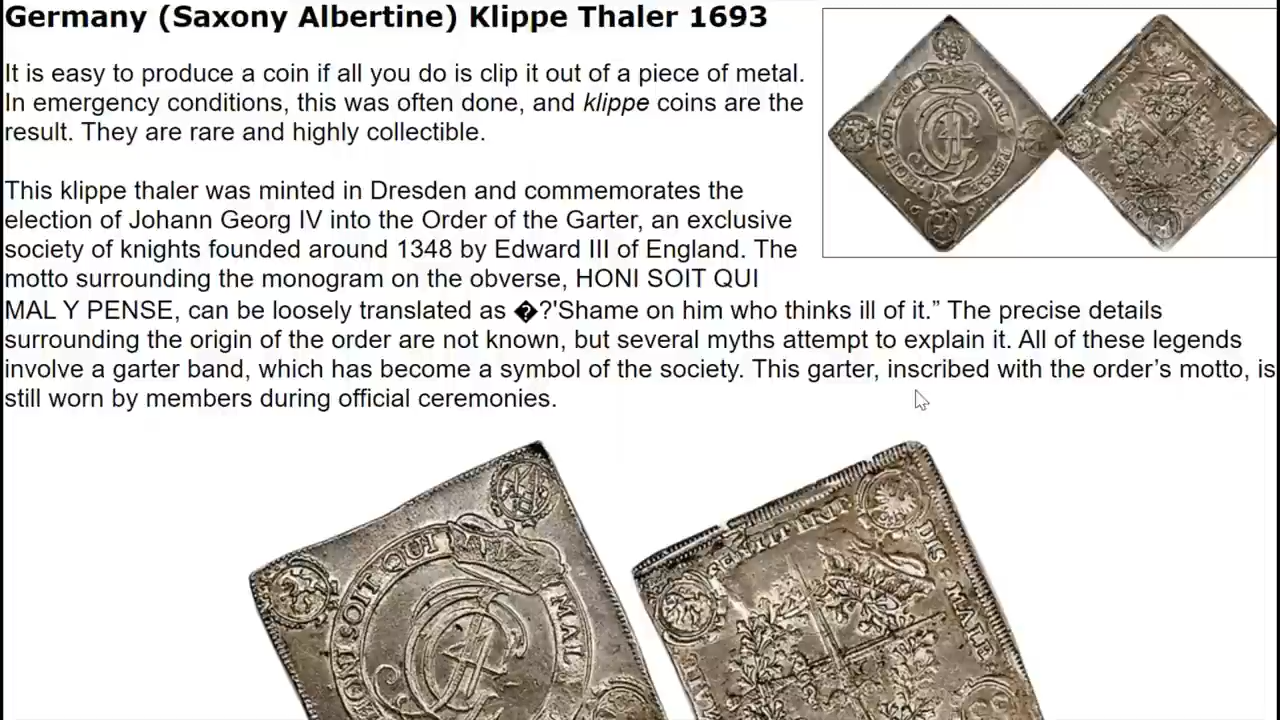 Germany (Saxony Albertine) Klippe Thaler 1693
It is easy to produce a coin if all you do is clip it out of a piece of metal.
In emergency conditions, this was often done, and klippe coins are the
result. They are rare and highly collectible.
This klippe thaler was minted in Dresden and commemorates the
election of Johann Georg IV into the Order of the Garter, an exclusive
society of knights founded around 1348 by Edward III of England. The
motto surrounding the monogram on the obverse, HONI SOIT QUI
MAL Y PENSE, can be loosely translated as �?'Shame on him who thinks ill of it.” The precise details
surrounding the origin of the order are not known, but several myths attempt to explain it. All of these legends
involve a garter band, which has become a symbol of the society. This garter, inscribed with the order’s motto, is
still worn by members during official ceremonies.
HONI SOIT QUI MAL